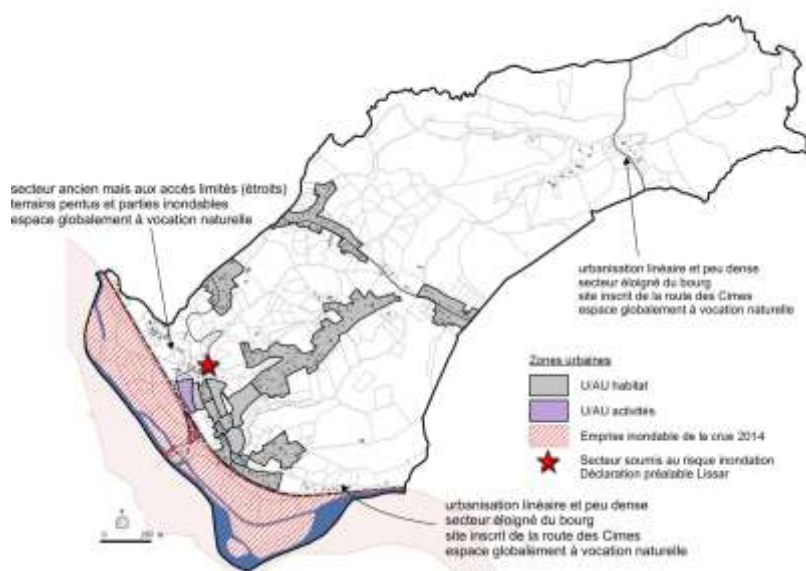 secteur ancien mais aux accès limités (étroits)
terrains pentus et parties inondables
espace globalement à vocation naturelle
urbanisation linéaire et peu dense
secteur éloigné du bourg
site inscrit de la route des Cimes
espace globalement à vocation naturelle
Zones urbaines
U/AU habitat
U/AU activités
Emprise inondable de la crue 2014
Secteur soumis au risque inondation
Déclaration préalable Lissar
urbanisation linéaire et peu dense
secteur éloigné du bourg
site inscrit de la route des Cimes
espace globalement à vocation naturelle